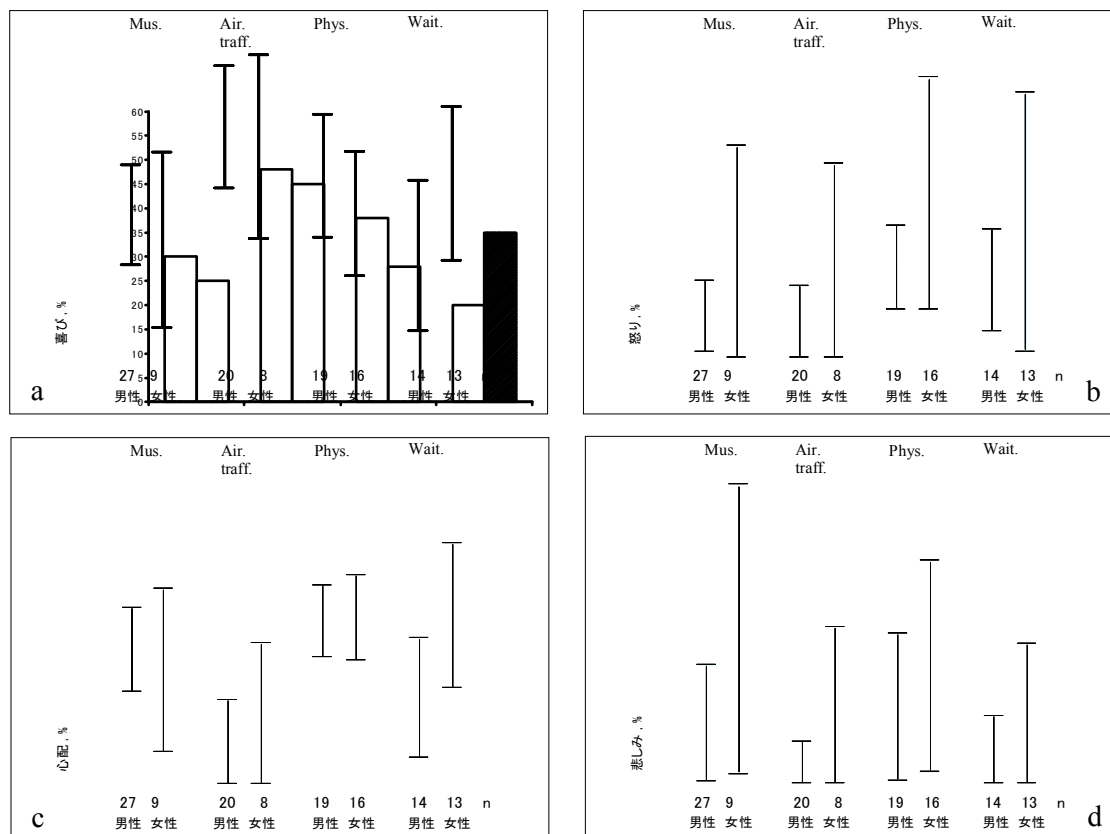 Mus. Air. Phys. Wait.
traff.
60
55
50
45
40
35
30
25
20
15
10
5
0
喜び, %
27 9 20 8 19 16 14 13
男性 女性 男性 女性 男性 女性 男性 女性
a
Mus. Air. Phys. Wait.
traff.
怒り, %
27 9 20 8 19 16 14 13 n
男性 女性 男性 女性 男性 女性 男性 女性
b
Mus. Air. Phys. Wait.
traff.
心配, %
27 9 20 8 19 16 14 13 n
男性 女性 男性 女性 男性 女性 男性 女性
c
Mus. Air. Phys. Wait.
traff.
悲しみ, %
27 9 20 8 19 16 14 13 n
男性 女性 男性 女性 男性 女性 男性 女性
d